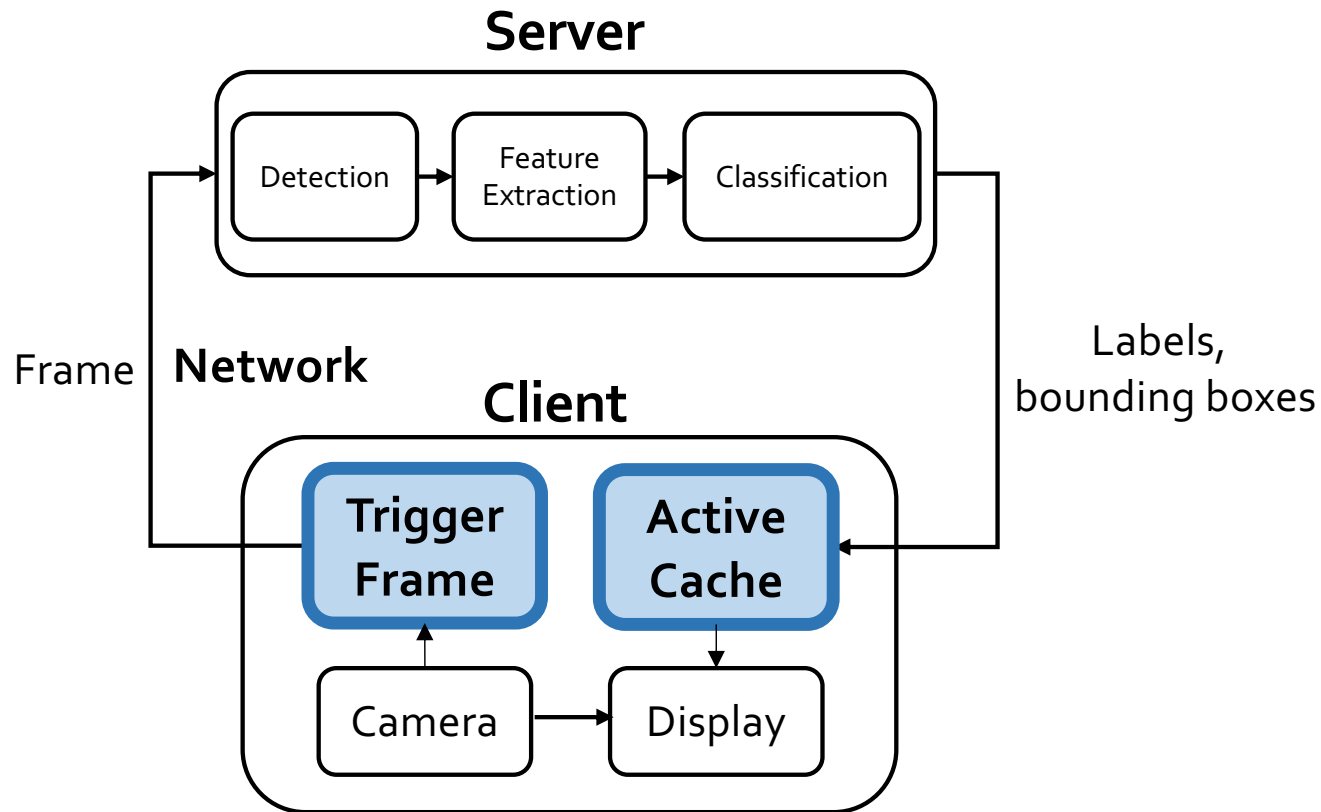 Server
Detection
Feature
Extraction
Classification
Frame
Network
Labels,
bounding boxes
Client
Trigger
Frame
Active
Cache
Camera
Display